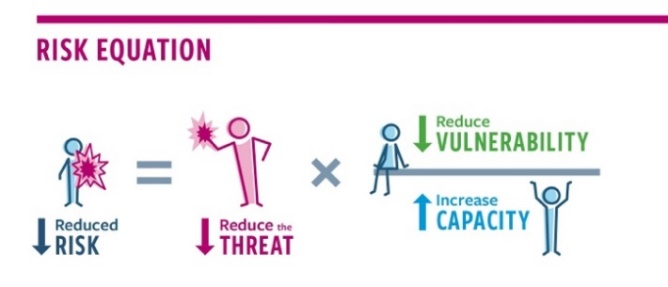 RISK EQUATION
Reduced
RISK
=
Reduce the
THREAT
×
Reduce
VULNERABILITY
Increase
CAPACITY